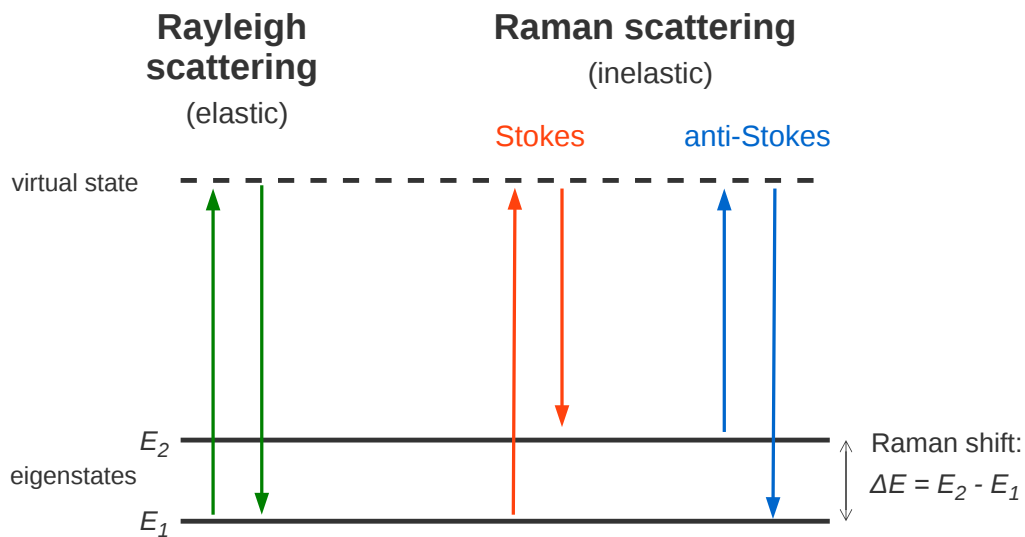 Rayleigh
scattering
(elastic)
Raman scattering
(inelastic)
Stokes
anti-Stokes
virtual state
E₂
eigenstates
E₁
Raman shift:
ΔE = E₂ - E₁